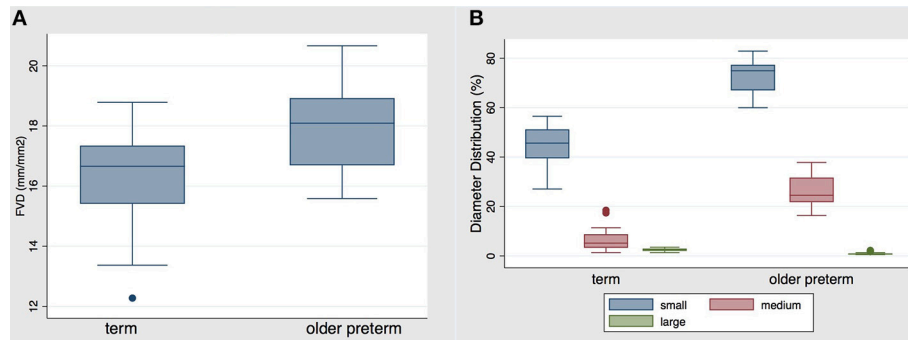 A
B
FVD (mm/mm2)
20
18
16
14
12
term older preterm
Diameter Distribution (%)
80
60
40
20
0
term older preterm
small medium
large